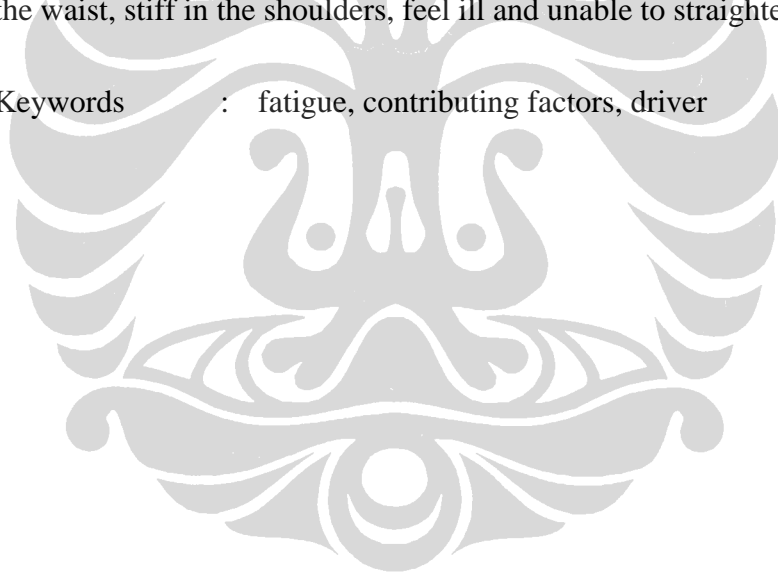 the waist, stiff in the shoulders, feel ill and unable to straighte
Keywords : fatigue, contributing factors, driver